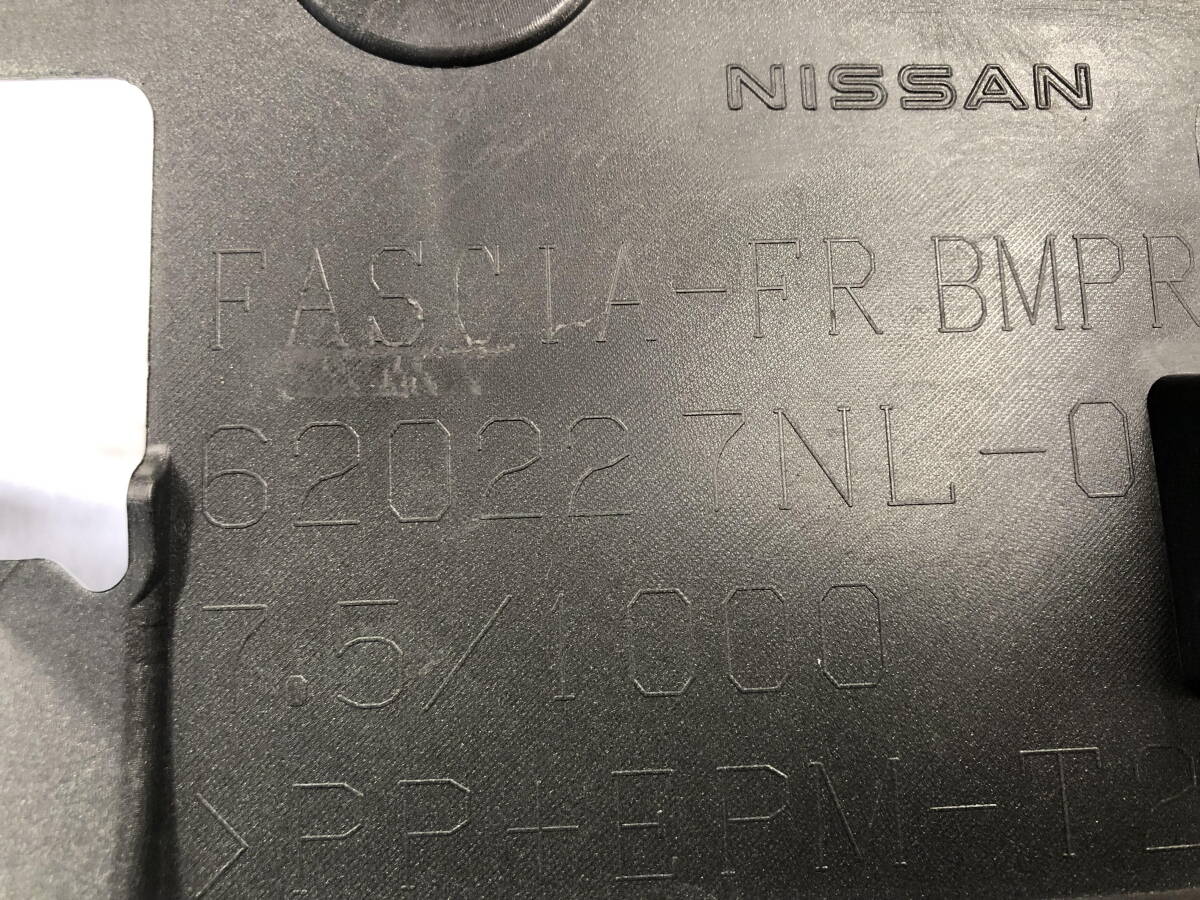 NISSAN
FASCIA-FR BMPR
62022 7NL-0
7.5/1000
>PP+EPM-T2